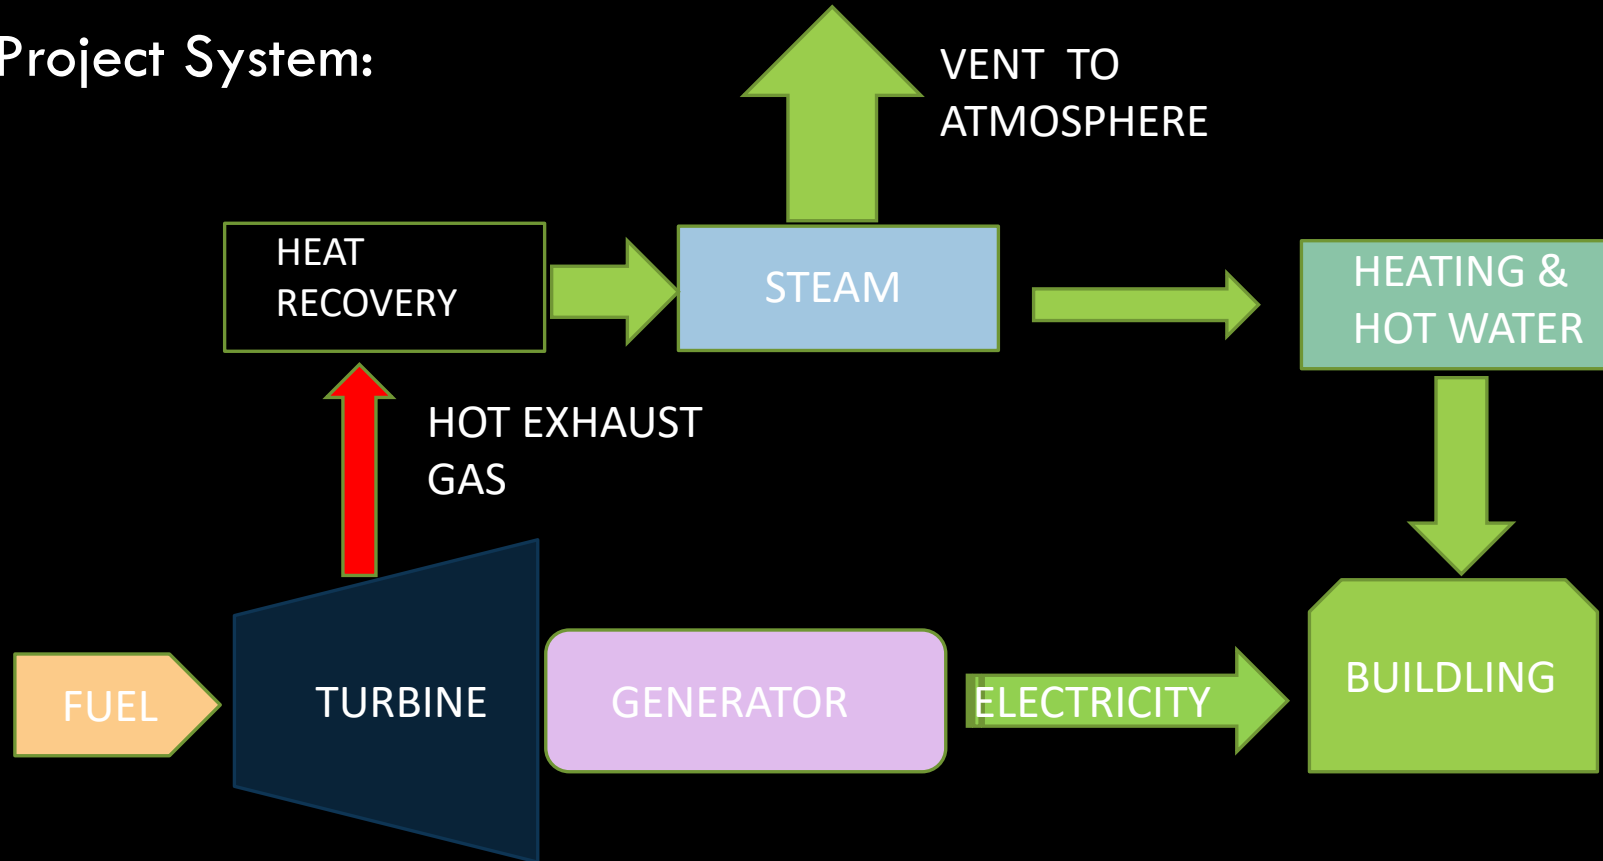 Project System:
VENT TO
ATMOSPHERE
HEAT
RECOVERY
STEAM
HEATING &
HOT WATER
HOT EXHAUST
GAS
FUEL
TURBINE
GENERATOR
ELECTRICITY
BUILDLING